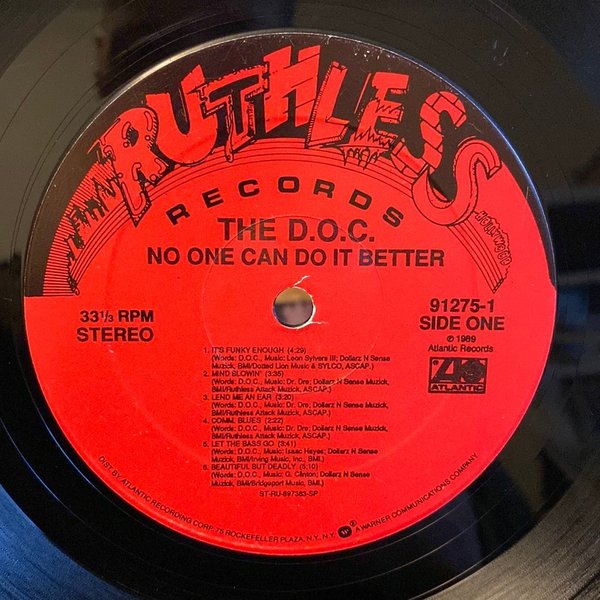 RUTHLESS
HOLLYWOOD
RECORDS
THE D.O.C.
NO ONE CAN DO IT BETTER
33⅓ RPM
STEREO
91275-1
SIDE ONE
℗ 1989
Atlantic Records
ATLANTIC
1. IT'S FUNKY ENOUGH (4:29)
(Words: D.O.C., Music: Leon Sylvers III; Dollarz N Sense
Muzick, BMI/Dotted Lion Music & SYLCO, ASCAP.)
2. MIND SLOWIN' (3:35)
(Words: D.O.C., Music: Dr. Dre; Dollarz N Sense Muzick,
BMI/Ruthless Attack Muzick, ASCAP.)
3. LEND ME AN EAR (3:20)
(Words: D.O.C., Music: Dr. Dre; Dollarz N Sense Muzick,
BMI/Ruthless Attack Muzick, ASCAP.)
4. COMM. BLUES (2:22)
(Words: D.O.C., Music: Dr. Dre; Dollarz N Sense Muzick,
BMI/Ruthless Attack Muzick, ASCAP.)
5. LET THE BASS GO (3:41)
(Words: D.O.C., Music: Isaac Hayes; Dollarz N Sense
Muzick, BMI/Irving Music, Inc., BMI.)
6. BEAUTIFUL BUT DEADLY (5:10)
(Words: D.O.C., Music: G. Clinton; Dollarz N Sense
Muzick, BMI/Bridgeport Music, BMI.)
ST-RU-897383-SP
DIST. BY ATLANTIC RECORDING CORP. 75 ROCKEFELLER PLAZA, N.Y. N.Y. A WARNER COMMUNICATIONS COMPANY